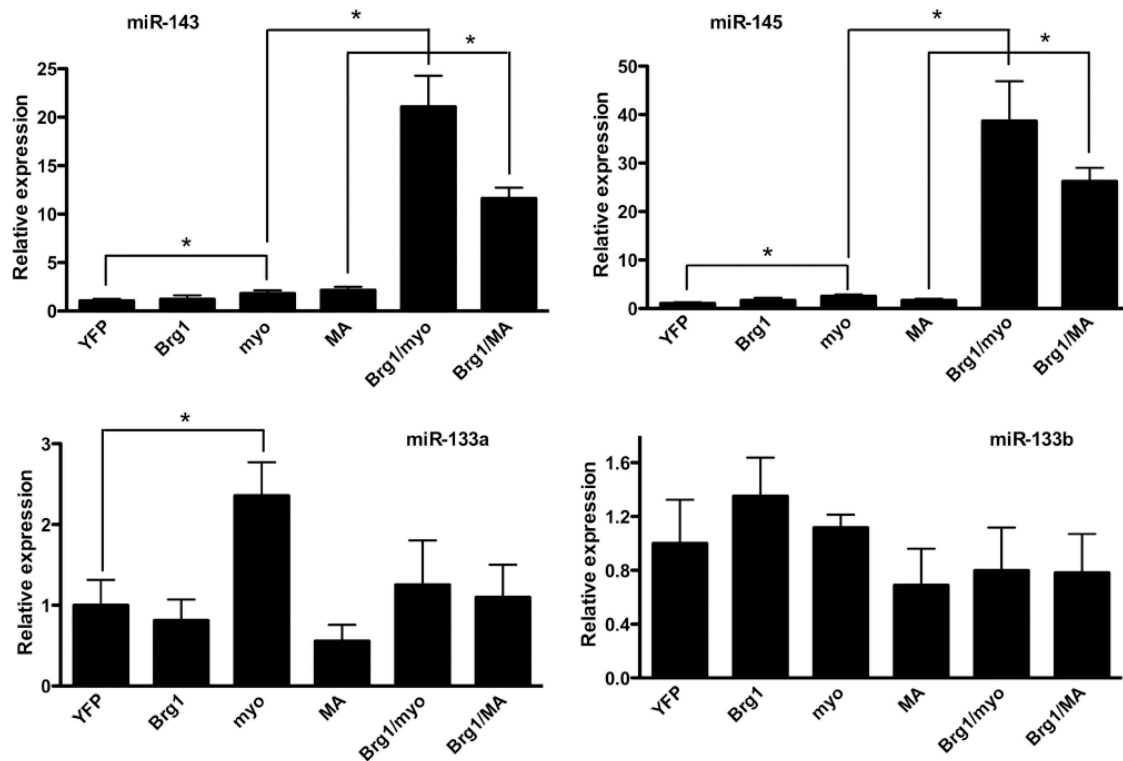 miR-143
*
*
*
Relative expression
25
20
15
10
5
0
YFP
Brg1
myo
MA
Brg1/myo
Brg1/MA
miR-145
*
*
*
Relative expression
50
40
30
20
10
0
YFP
Brg1
myo
MA
Brg1/myo
Brg1/MA
miR-133a
*
Relative expression
3
2
1
0
YFP
Brg1
myo
MA
Brg1/myo
Brg1/MA
miR-133b
Relative expression
1.6
1.2
0.8
0.4
0.0
YFP
Brg1
myo
MA
Brg1/myo
Brg1/MA